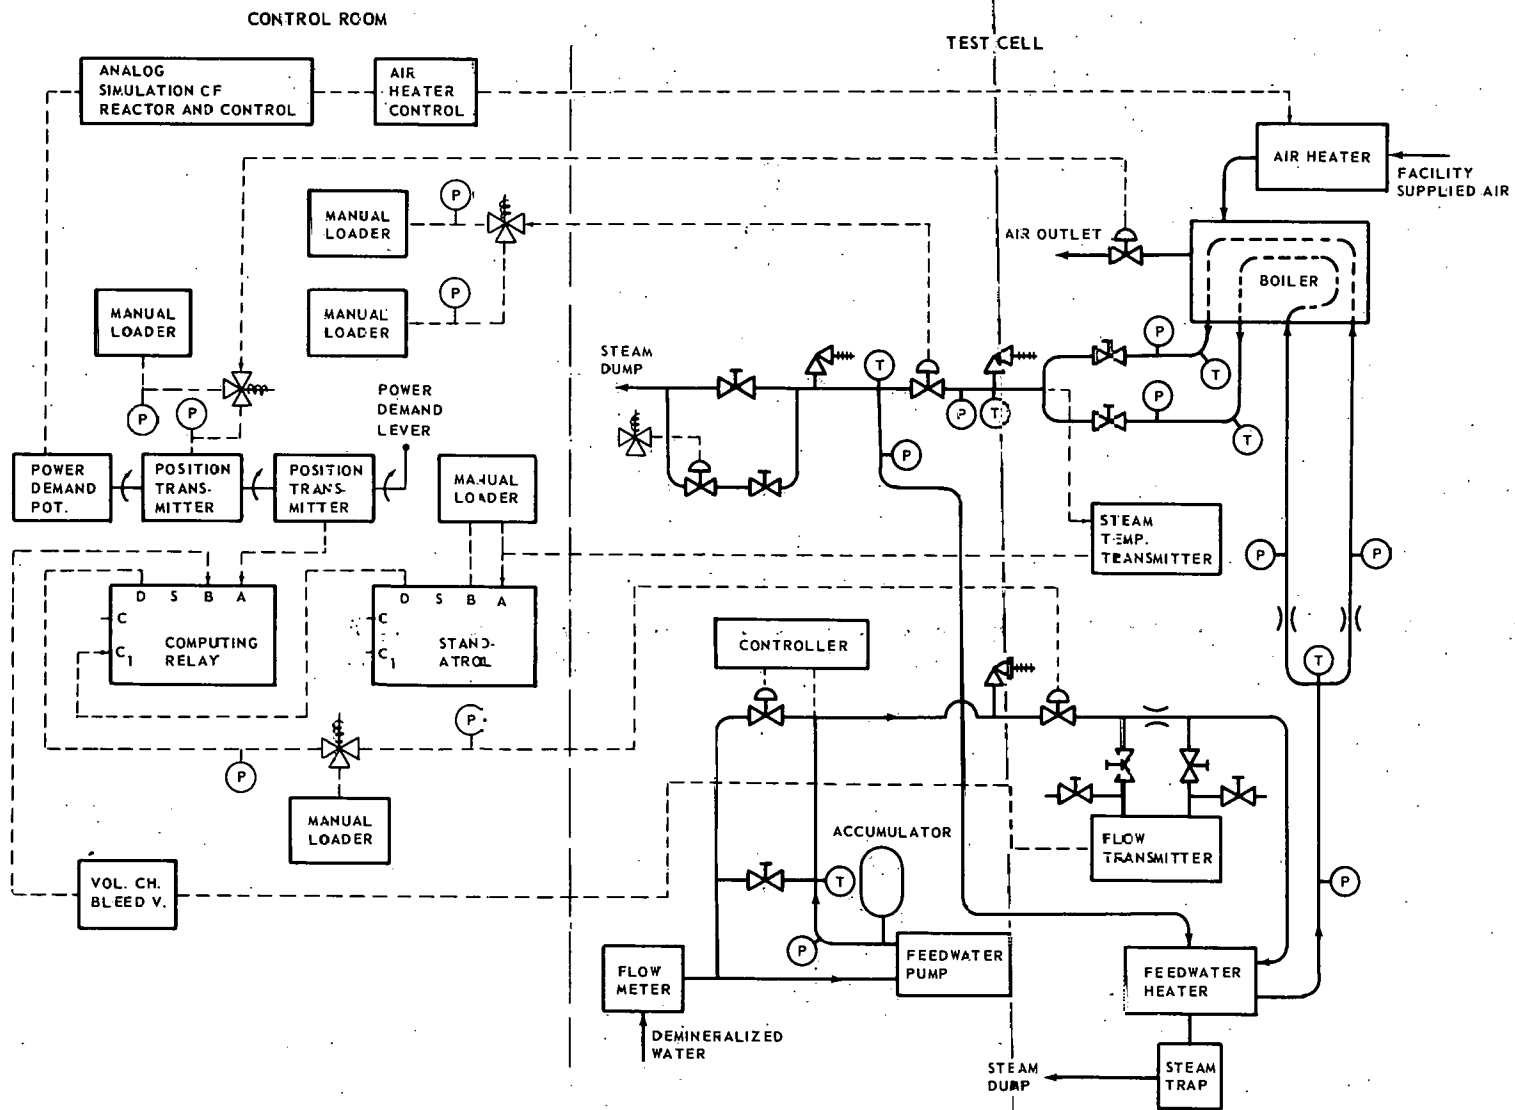 CONTROL ROOM
TEST CELL
ANALOG
SIMULATION OF
REACTOR AND CONTROL
AIR
HEATER
CONTROL
AIR HEATER
FACILITY
SUPPLIED AIR
MANUAL
LOADER
P
AIR OUTLET
BOILER
MANUAL
LOADER
P
MANUAL
LOADER
P
P
STEAM
DUMP
T
P
T
P
T
P
T
P
POWER
DEMAND
LEVER
POWER
DEMAND
POT.
POSITION
TRANS-
MITTER
POSITION
TRANS-
MITTER
MANUAL
LOADER
STEAM
TEMP.
TRANSMITTER
P
P
D S B A
C
C1
COMPUTING
RELAY
D S B A
C
C1
STAND-
ATROL
CONTROLLER
T
P
P
MANUAL
LOADER
ACCUMULATOR
FLOW
TRANSMITTER
VOL. CH.
BLEED V.
T
P
P
FLOW
METER
FEEDWATER
PUMP
FEEDWATER
HEATER
DEMINERALIZED
WATER
STEAM
DUMP
STEAM
TRAP